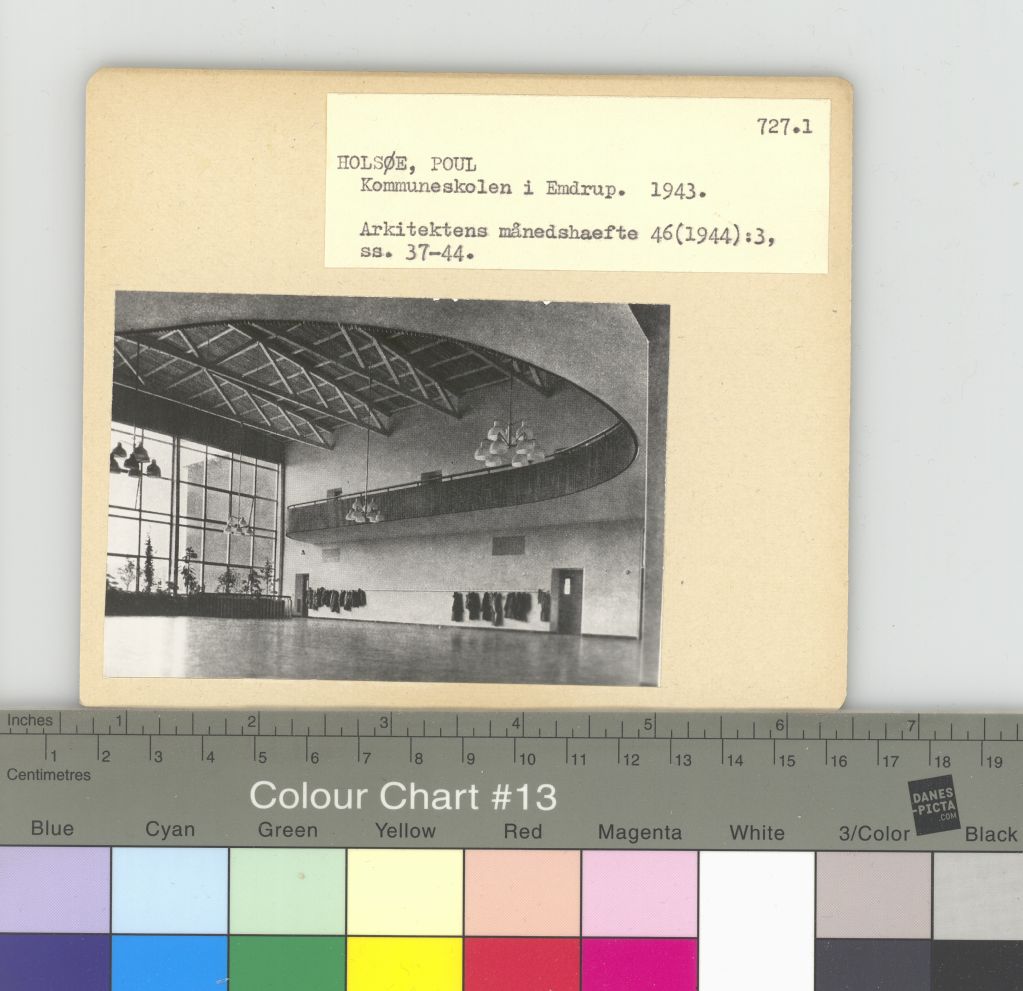 727.1
HOLSØE, POUL
Kommuneskolen i Emdrup. 1943.
Arkitektens månedshaefte 46(1944):3,
ss. 37-44.
Inches 1 2 3 4 5 6 7
1 2 3 4 5 6 7 8 9 10 11 12 13 14 15 16 17 18 19
Centimetres
Colour Chart #13
DANES
-PICTA
.COM
Blue Cyan Green Yellow Red Magenta White 3/Color Black